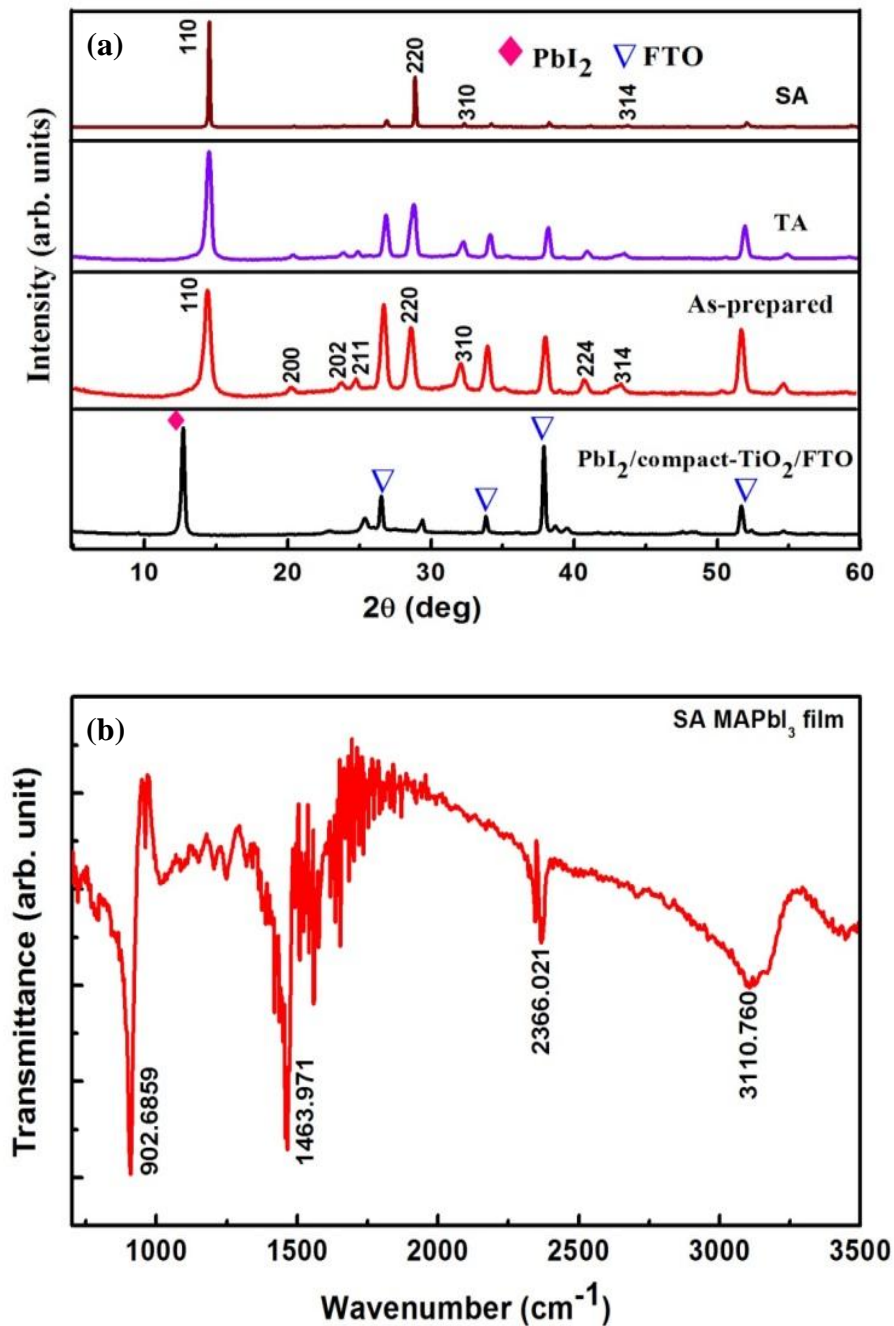 (a)
110
◆ PbI₂ ▽ FTO
220
310
314
SA
TA
110
As-prepared
200
202
211
220
310
224
314
PbI₂/compact-TiO₂/FTO
Intensity (arb. units)
10 20 30 40 50 60
2θ (deg)
(b)
SA MAPbI₃ film
902.6859
1463.971
2366.021
3110.760
Transmittance (arb. unit)
1000 1500 2000 2500 3000 3500
Wavenumber (cm⁻¹)